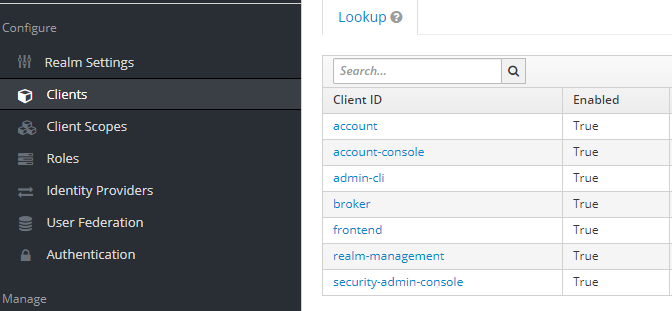 Configure
Realm Settings
Clients
Client Scopes
Roles
Identity Providers
User Federation
Authentication
Manage
Lookup ?
Search...
Client ID Enabled
account True
account-console True
admin-cli True
broker True
frontend True
realm-management True
security-admin-console True